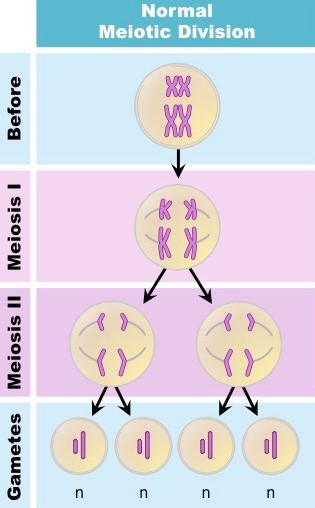 Normal
Meiotic Division
Before
Meiosis I
Meiosis II
Gametes
n n n n